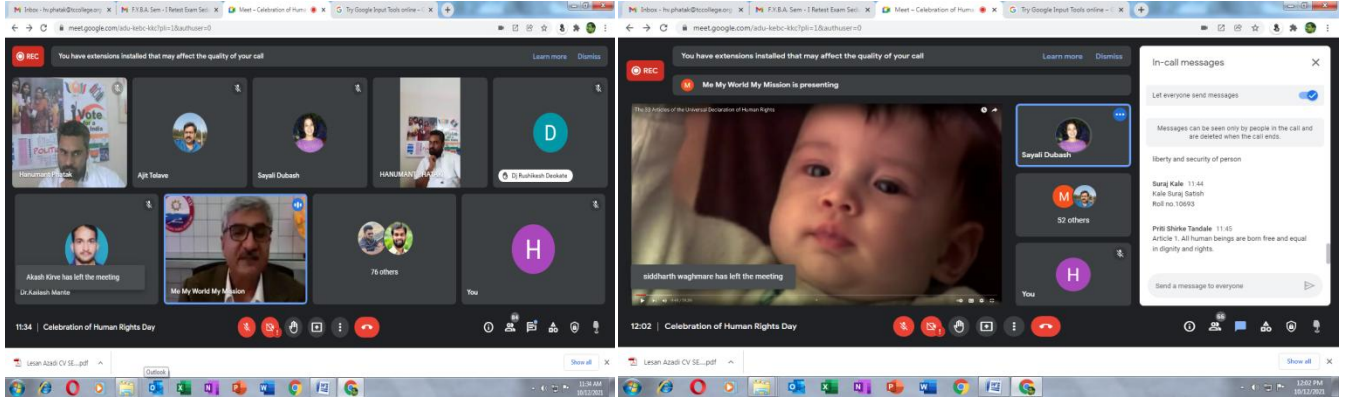 Inbox - hv.phatak@tccollege.org
F.Y.B.A. Sem - I Retest Exam Sec
Meet – Celebration of Huma
Try Google Input Tools online –
meet.google.com/adu-kebc-kkc?pli=1&authuser=0
REC
You have extensions installed that may affect the quality of your call
Learn more Dismiss
Vote
India
Hanumant Phatak
Ajit Telave
Sayali Dubash
HANUMANT PHATAK
D
Dj Rushikesh Deokate
Akash Kirve has left the meeting
Dr.Kailash Mante
Me My World My Mission
76 others
H
You
11:34 | Celebration of Human Rights Day
84
Lesan Azadi CV SE....pdf
Show all
Outlook
11:34 AM
10/12/2021
Inbox - hv.phatak@tccollege.org
F.Y.B.A. Sem - I Retest Exam Sec
Meet – Celebration of Huma
Try Google Input Tools online –
meet.google.com/adu-kebc-kkc?pli=1&authuser=0
REC
You have extensions installed that may affect the quality of your call
Learn more Dismiss
M
Me My World My Mission is presenting
of the Universal Declaration of Human Rights
siddharth waghmare has left the meeting
Sayali Dubash
M
52 others
H
You
In-call messages
Let everyone send messages
Messages can be seen only by people in the call and
are deleted when the call ends.
liberty and security of person
Suraj Kale 11:44
Kale Suraj Satish
Roll no.10693
Priti Shirke Tandale 11:45
Article 1. All human beings are born free and equal
in dignity and rights.
Send a message to everyone
12:02 | Celebration of Human Rights Day
Lesan Azadi CV SE....pdf
Show all
12:02 PM
10/12/2021